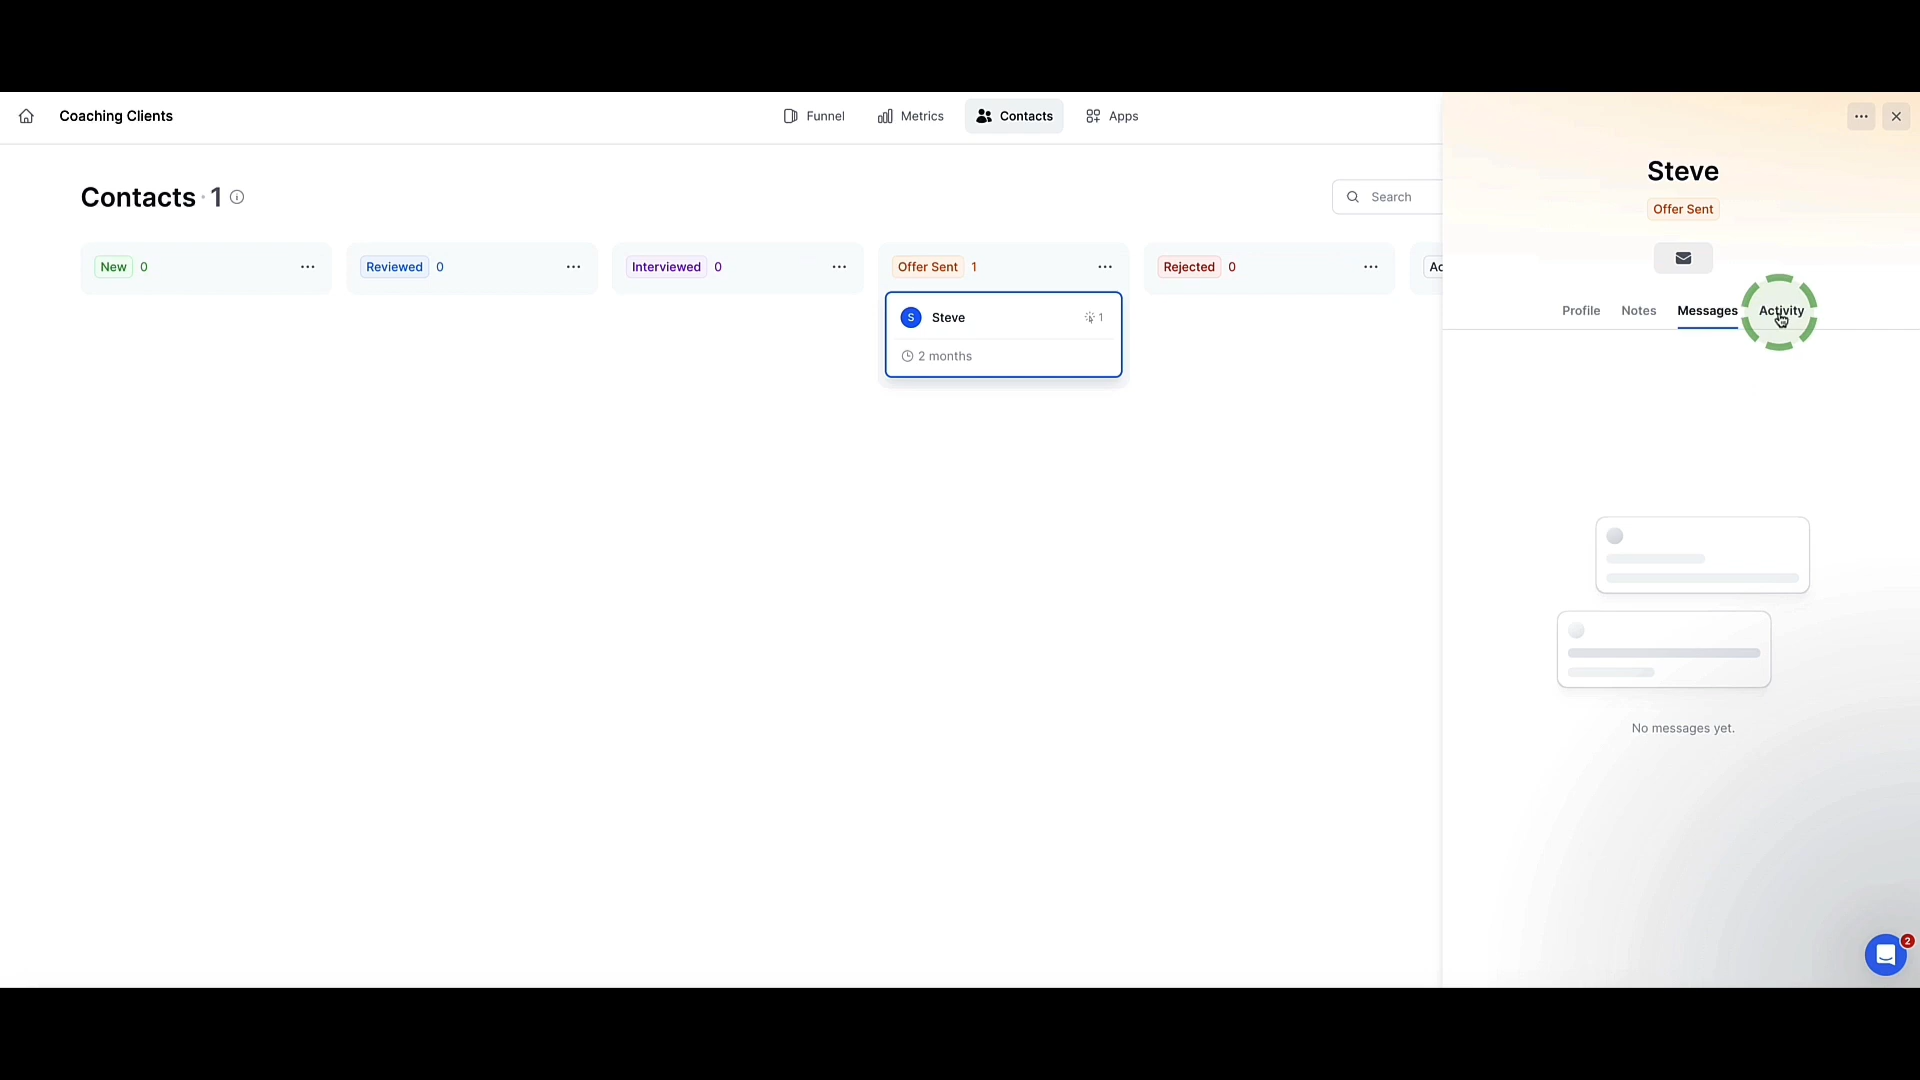 Coaching Clients
Funnel
Metrics
Contacts
Apps
Contacts · 1
Search
New 0
Reviewed 0
Interviewed 0
Offer Sent 1
Rejected 0
Ac
S Steve 1
2 months
Steve
Offer Sent
Profile
Notes
Messages
Activity
No messages yet.
2